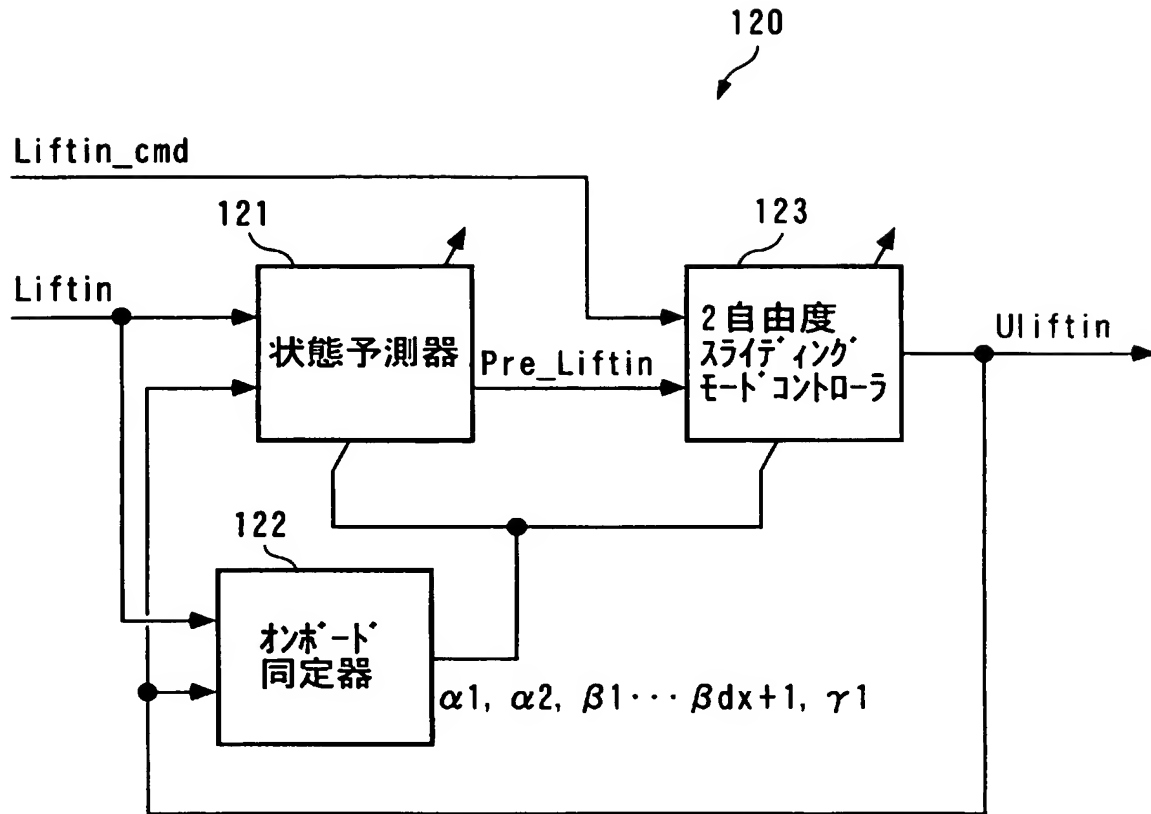 120
Liftin_cmd
121
123
Liftin
状態予測器
Pre_Liftin
2自由度
スライディング
モードコントローラ
Uliftin
122
オンボード
同定器
α1, α2, β1··· βdx+1, γ1